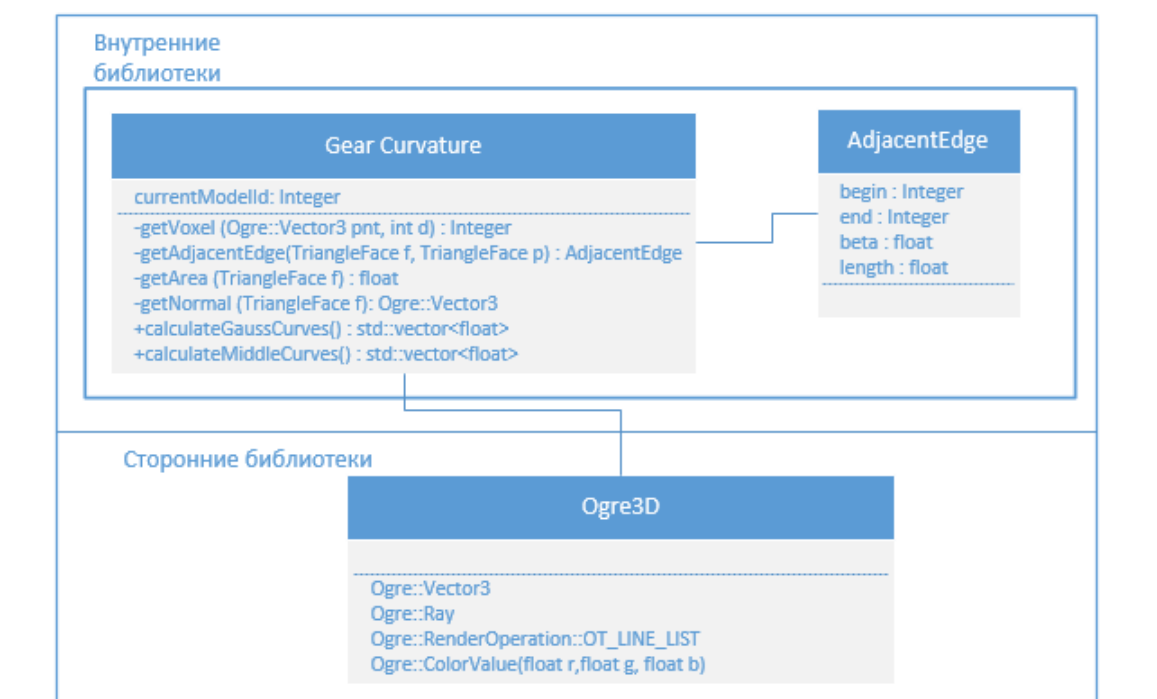 Внутренние
библиотеки
Gear Curvature
currentModelId: Integer
-getVoxel (Ogre::Vector3 pnt, int d) : Integer
-getAdjacentEdge(TriangleFace f, TriangleFace p) : AdjacentEdge
-getArea (TriangleFace f) : float
-getNormal (TriangleFace f): Ogre::Vector3
+calculateGaussCurves() : std::vector<float>
+calculateMiddleCurves() : std::vector<float>
AdjacentEdge
begin : Integer
end : Integer
beta : float
length : float
Сторонние библиотеки
Ogre3D
Ogre::Vector3
Ogre::Ray
Ogre::RenderOperation::OT_LINE_LIST
Ogre::ColorValue(float r,float g, float b)